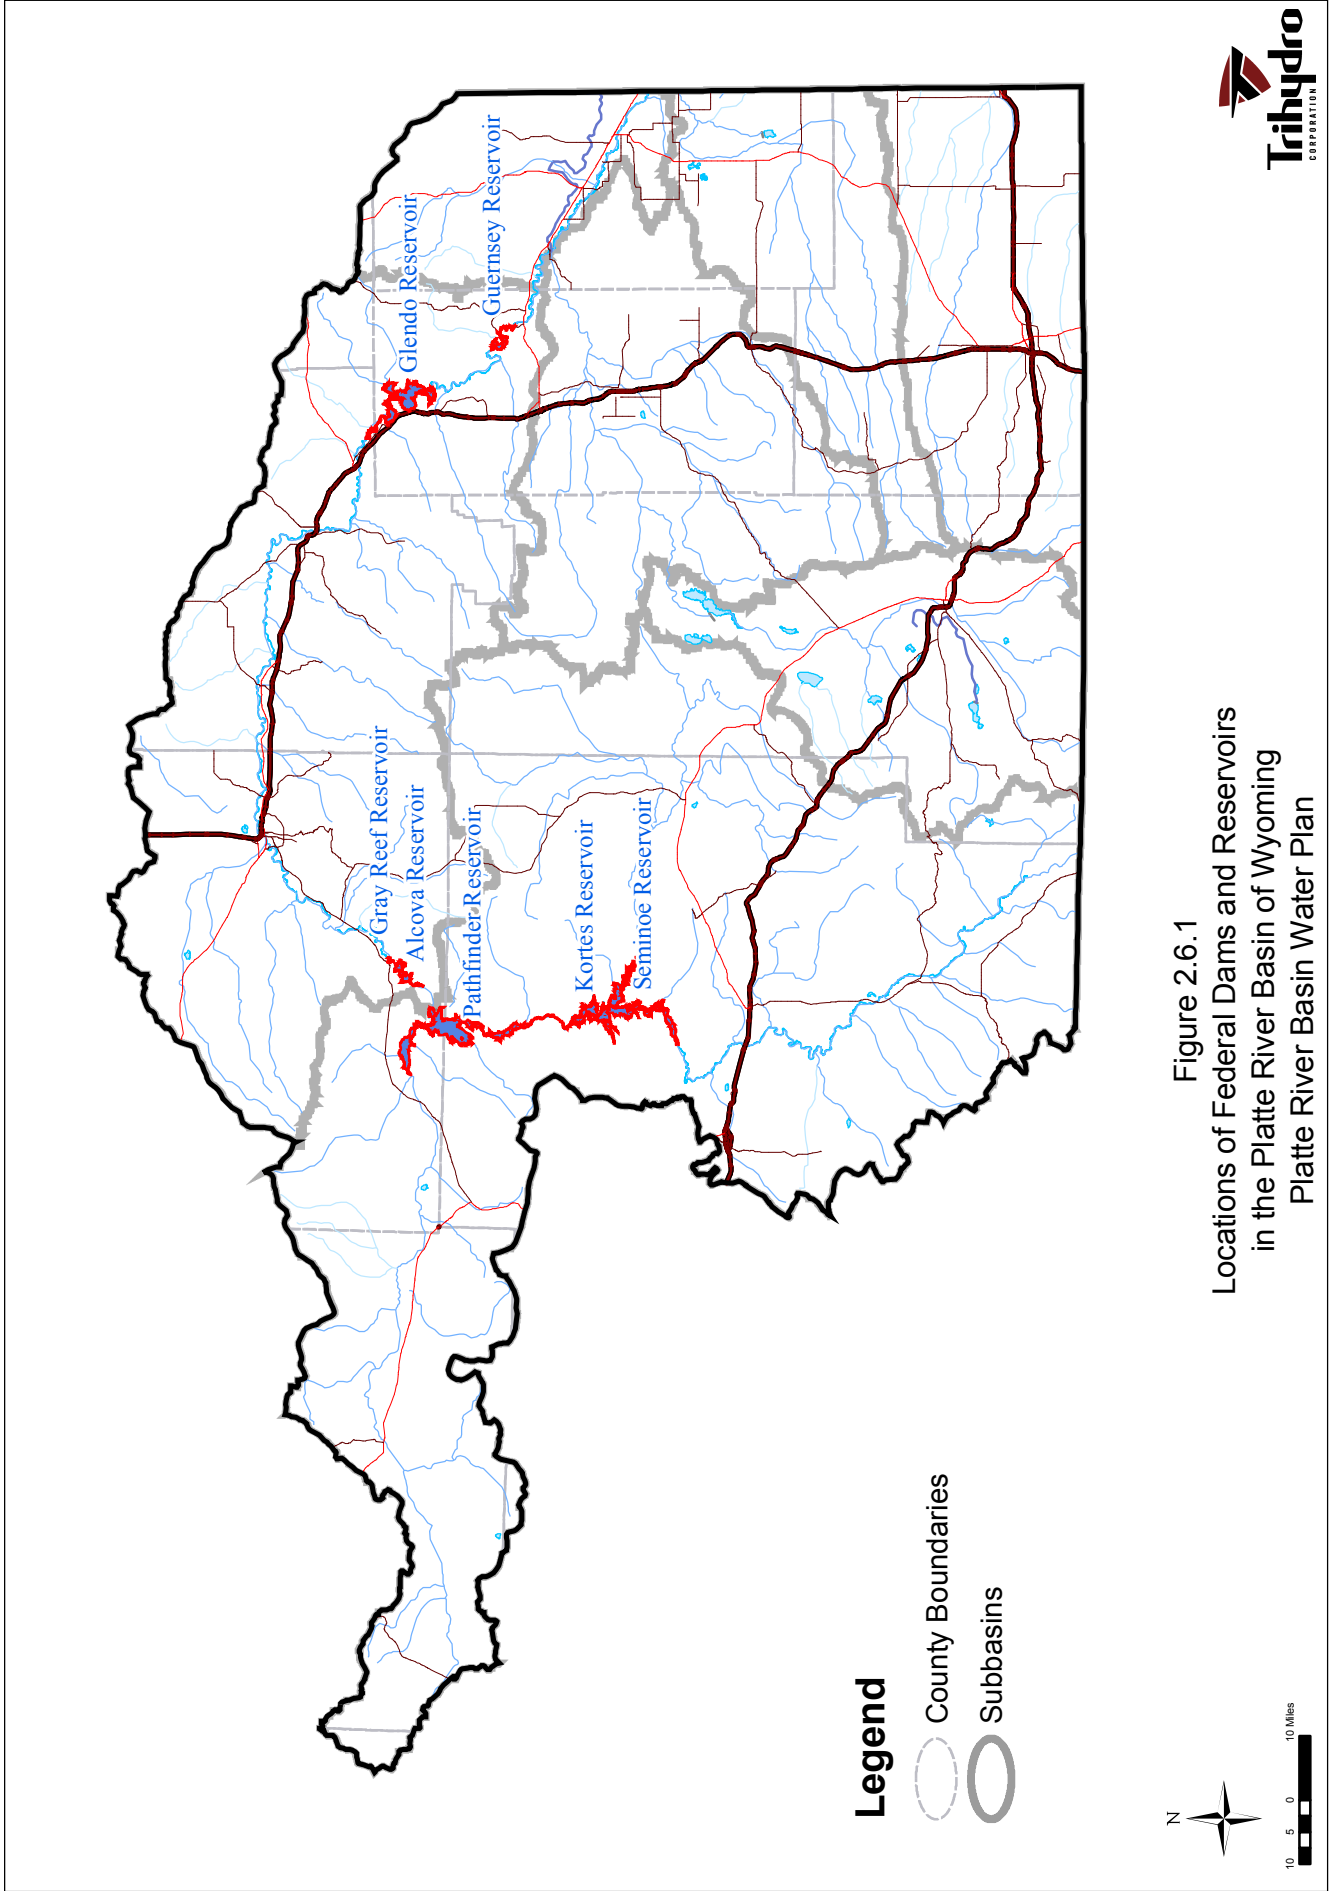 Glendo Reservoir
Guernsey Reservoir
Gray Reef Reservoir
Alcova Reservoir
Pathfinder Reservoir
Kortes Reservoir
Seminoe Reservoir
Legend
County Boundaries
Subbasins
N
10 5 0 10 Miles
Figure 2.6.1
Locations of Federal Dams and Reservoirs
in the Platte River Basin of Wyoming
Platte River Basin Water Plan
Trihydro
CORPORATION